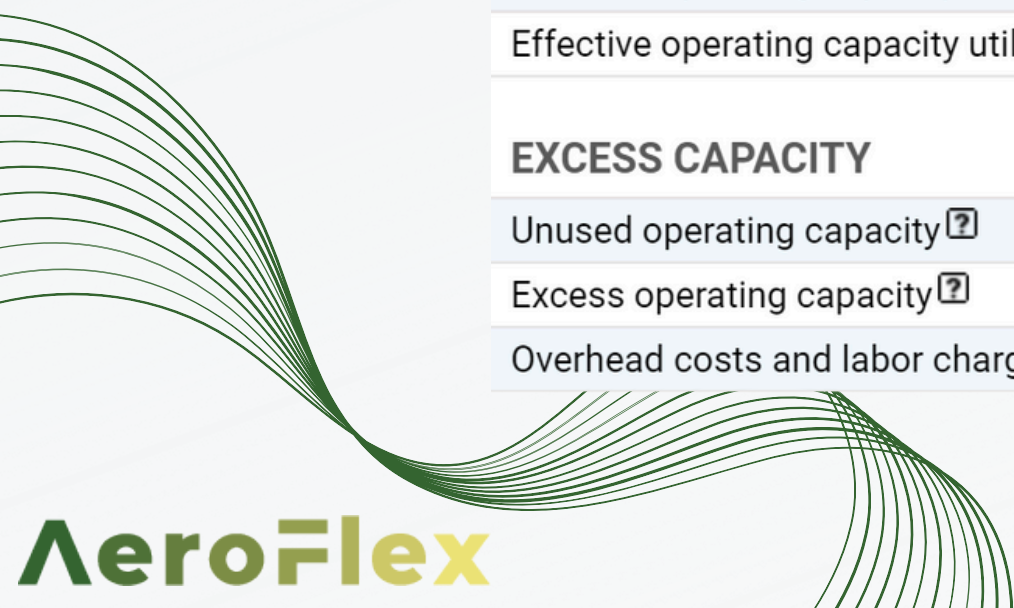 Effective operating capacity
EXCESS CAPACITY
Unused operating capacity ?
Excess operating capacity ?
Overhead costs and labor
AeroFlex